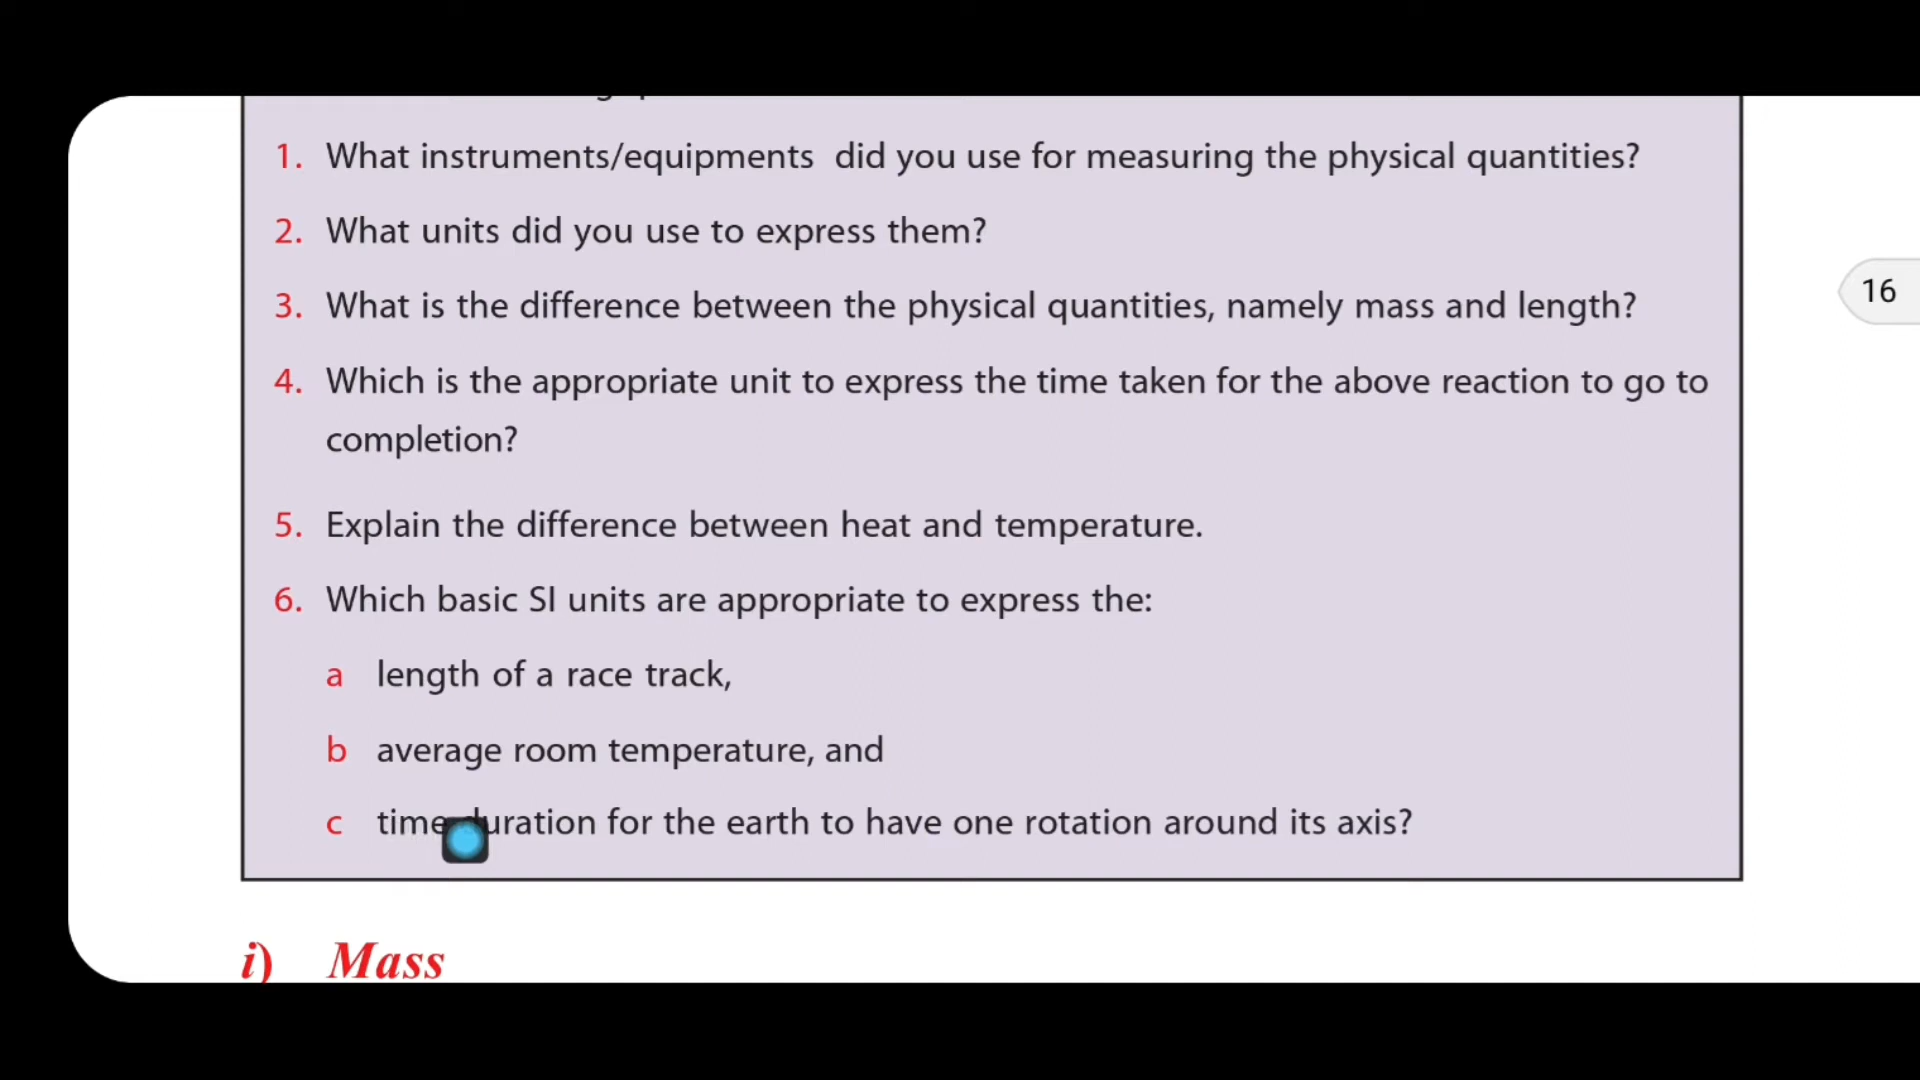 1. What instruments/equipments did you use for measuring the physical quantities?
2. What units did you use to express them?
3. What is the difference between the physical quantities, namely mass and length?
4. Which is the appropriate unit to express the time taken for the above reaction to go to
completion?
5. Explain the difference between heat and temperature.
6. Which basic SI units are appropriate to express the:
a length of a race track,
b average room temperature, and
c time duration for the earth to have one rotation around its axis?
i) Mass
16